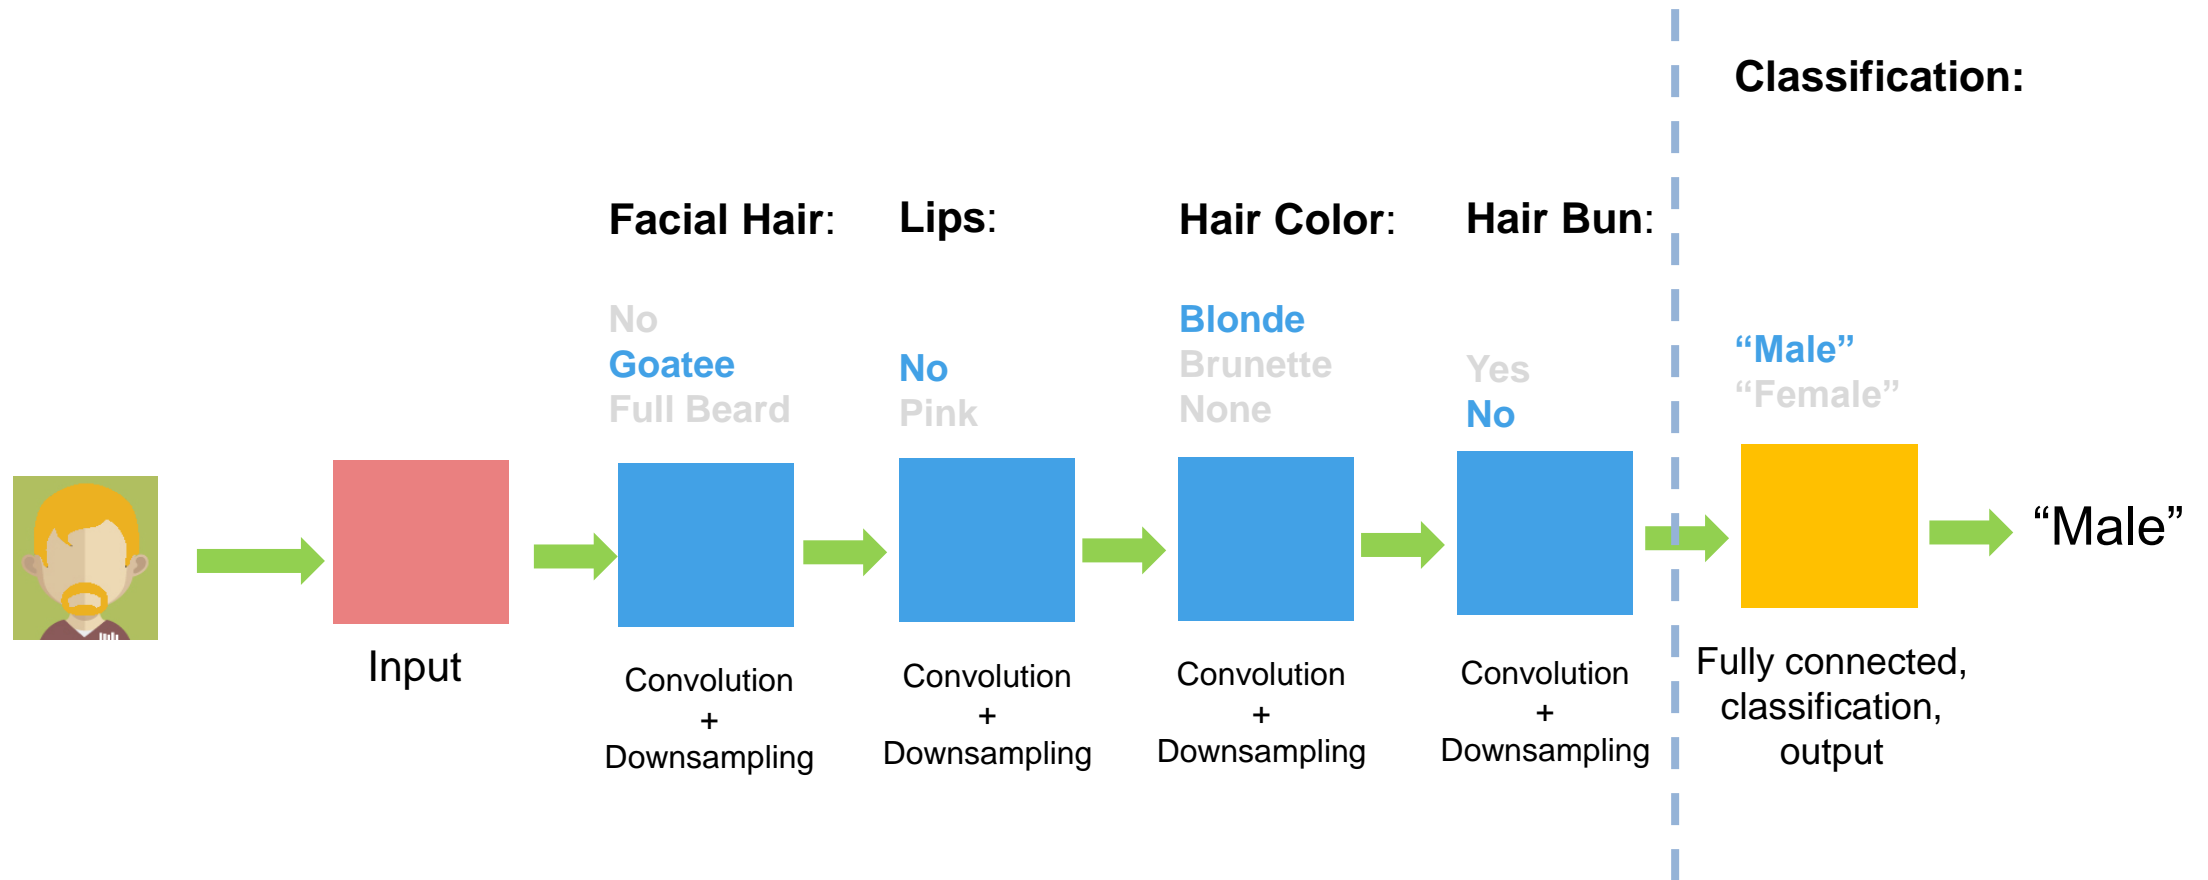 Classification:
Facial Hair:
Lips:
Hair Color:
Hair Bun:
No
Goatee
Full Beard
No
Pink
Blonde
Brunette
None
Yes
No
“Male”
“Female”
“Male”
Input
Convolution
+
Downsampling
Convolution
+
Downsampling
Convolution
+
Downsampling
Convolution
+
Downsampling
Fully connected,
classification,
output